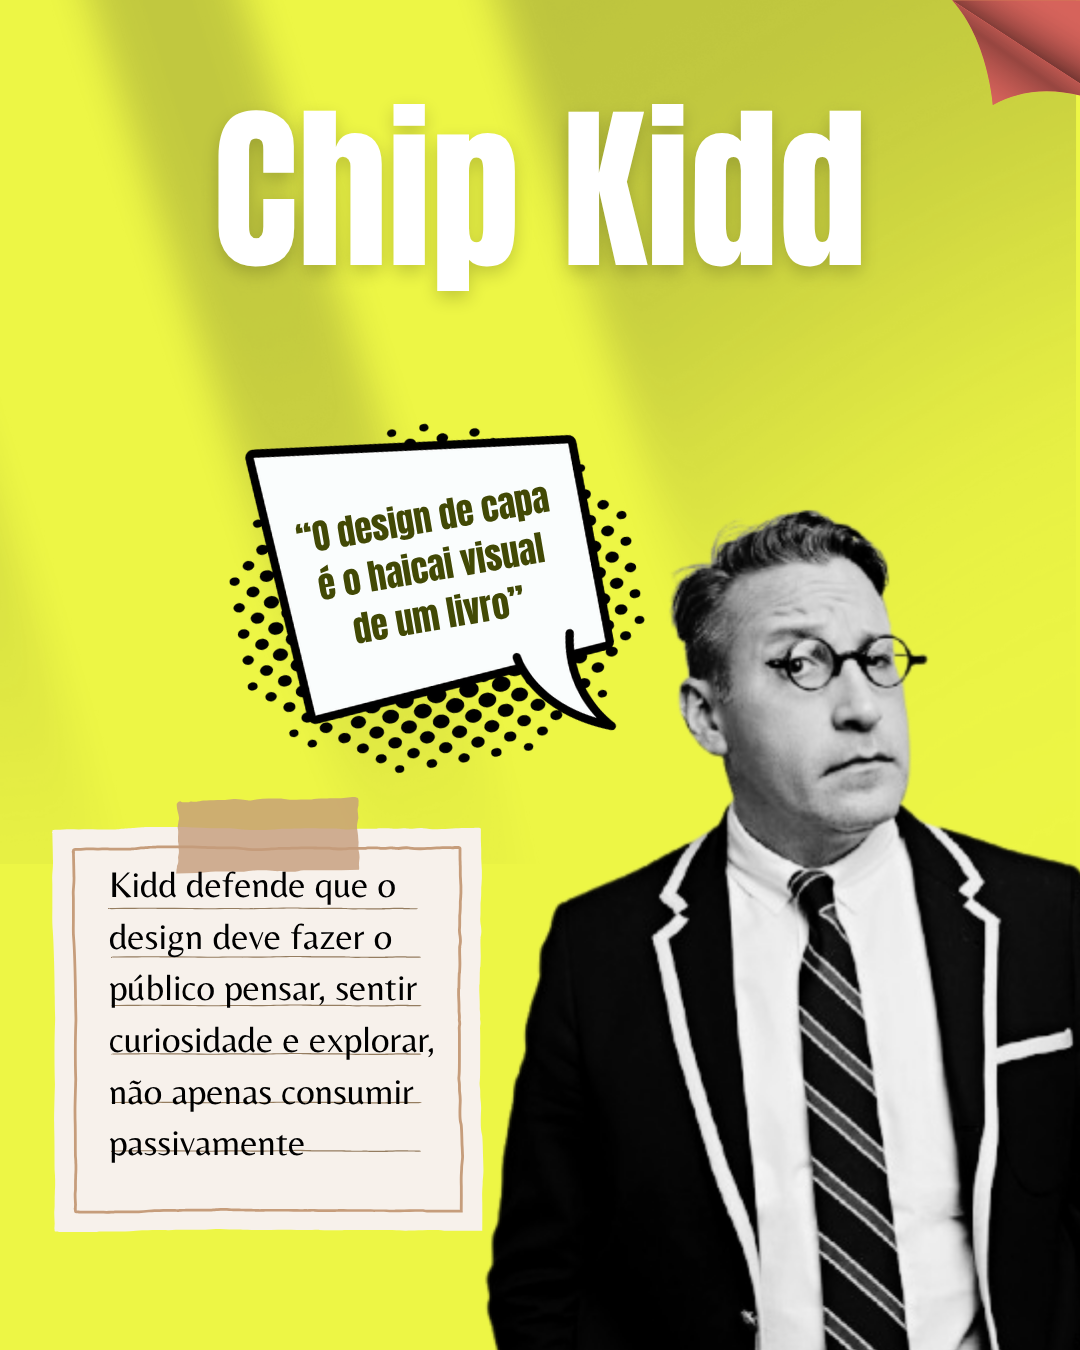 Chip Kidd
“O design de capa
é o haicai visual
de um livro”
Kidd defende que o
design deve fazer o
público pensar, sentir
curiosidade e explorar,
não apenas consumir
passivamente